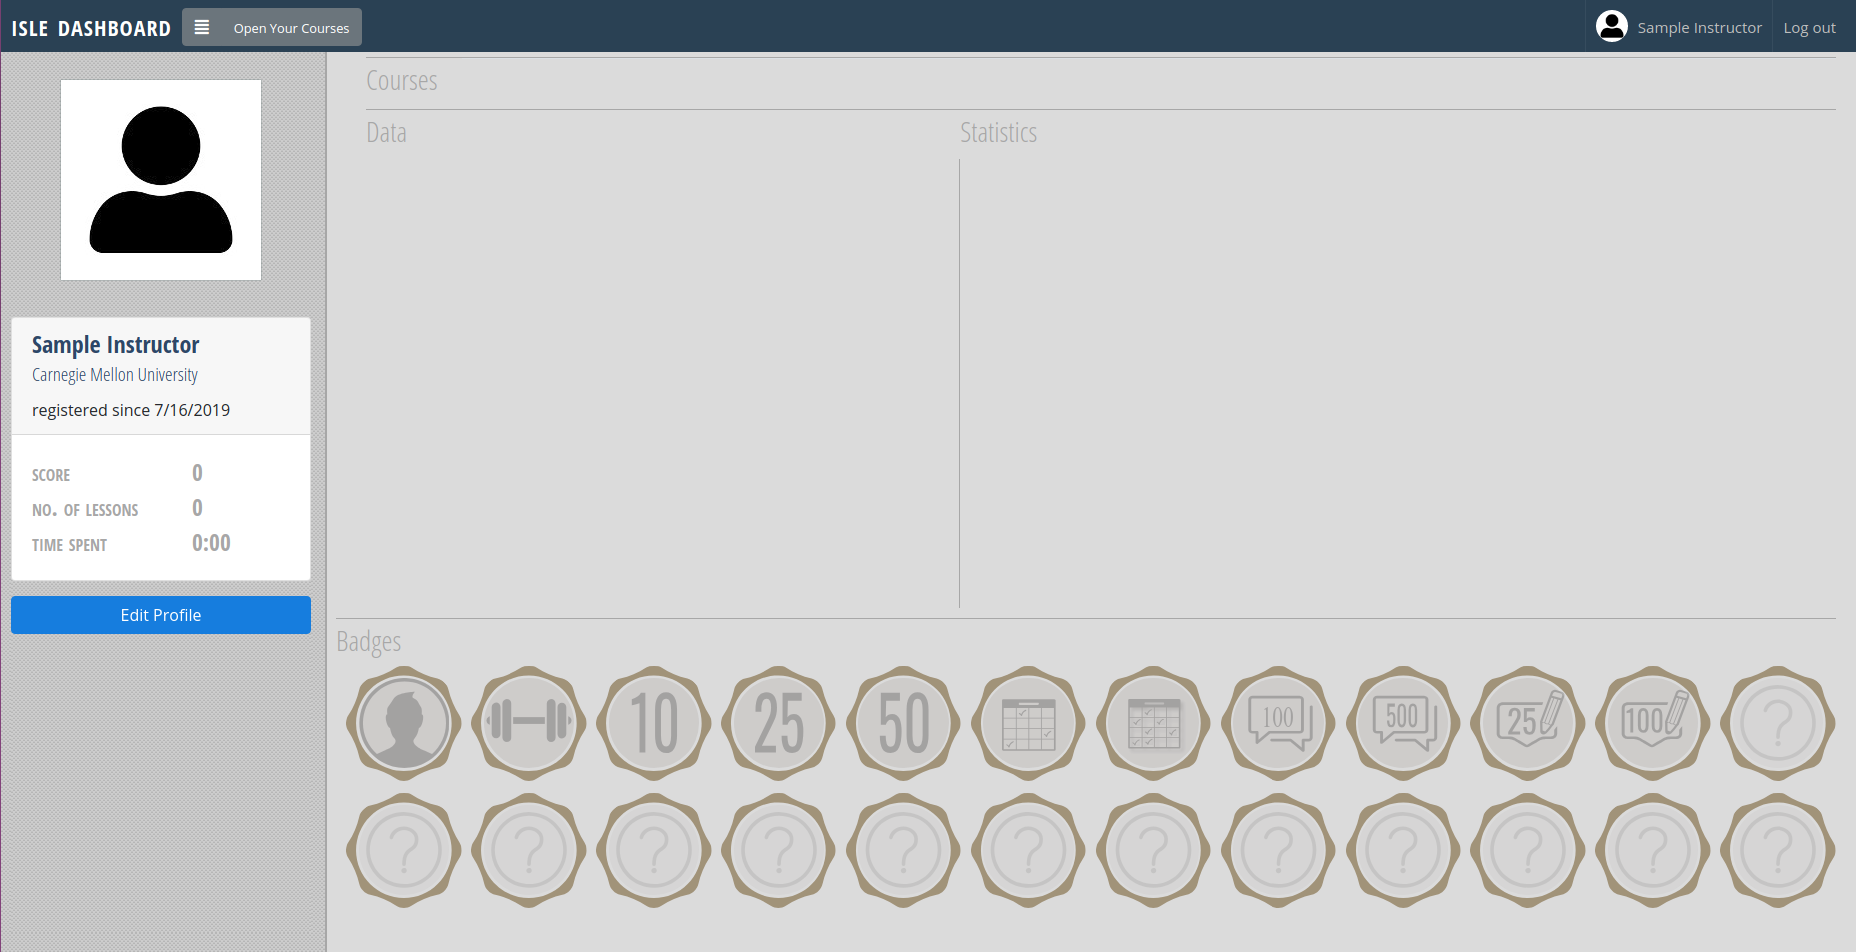 ISLE DASHBOARD
Open Your Courses
Sample Instructor
Log out
Sample Instructor
Carnegie Mellon University
registered since 7/16/2019
SCORE 0
NO. OF LESSONS 0
TIME SPENT 0:00
Edit Profile
Courses
Data
Statistics
Badges
10
25
50
100
500
25
100
?
? ? ? ? ? ? ? ? ? ? ? ?